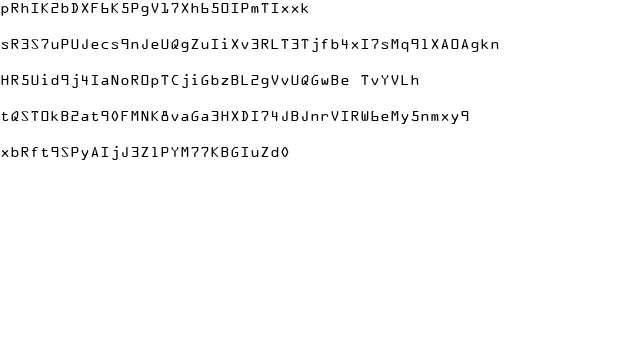 pRhIK2bDXF6K5PgV17Xh65OIPmTIxxk
sR3S7uPUJecs9nJeUQgZuIiXv3RLT3Tjfb4xI7sMq91XAOAgkn
HR5Uid9j4IaNoROpTCjiGbzBL2gVvUQGwBe TvYVLh
tQSTOkB2at90FMNK8vaGa3HXDI74JBJnrVIRW6eMy5nmxy9
xbRft9SPyAIjJ3Z1PYM77KBGIuZd0